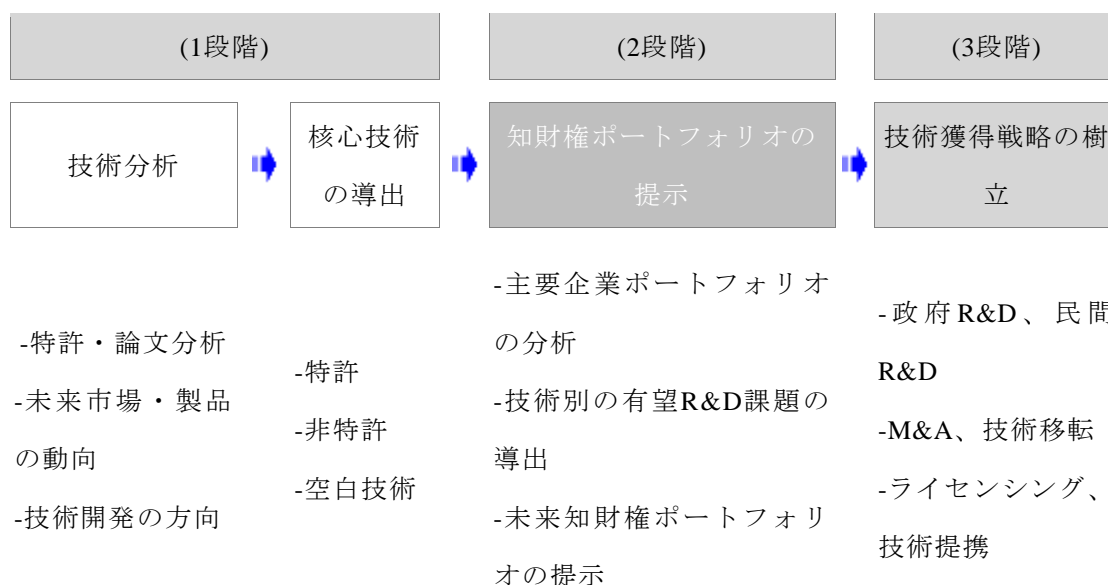 (1段階)
(2段階)
(3段階)
技術分析
核心技術
の導出
知財権ポートフォリオの
提示
技術獲得戦略の樹
立
-特許・論文分析
-未来市場・製品
の動向
-技術開発の方向
-特許
-非特許
-空白技術
-主要企業ポートフォリオ
の分析
-技術別の有望R&D課題の
導出
-未来知財権ポートフォリ
オの提示
-政府R&D、民間
R&D
-M&A、技術移転
-ライセンシング、
技術提携